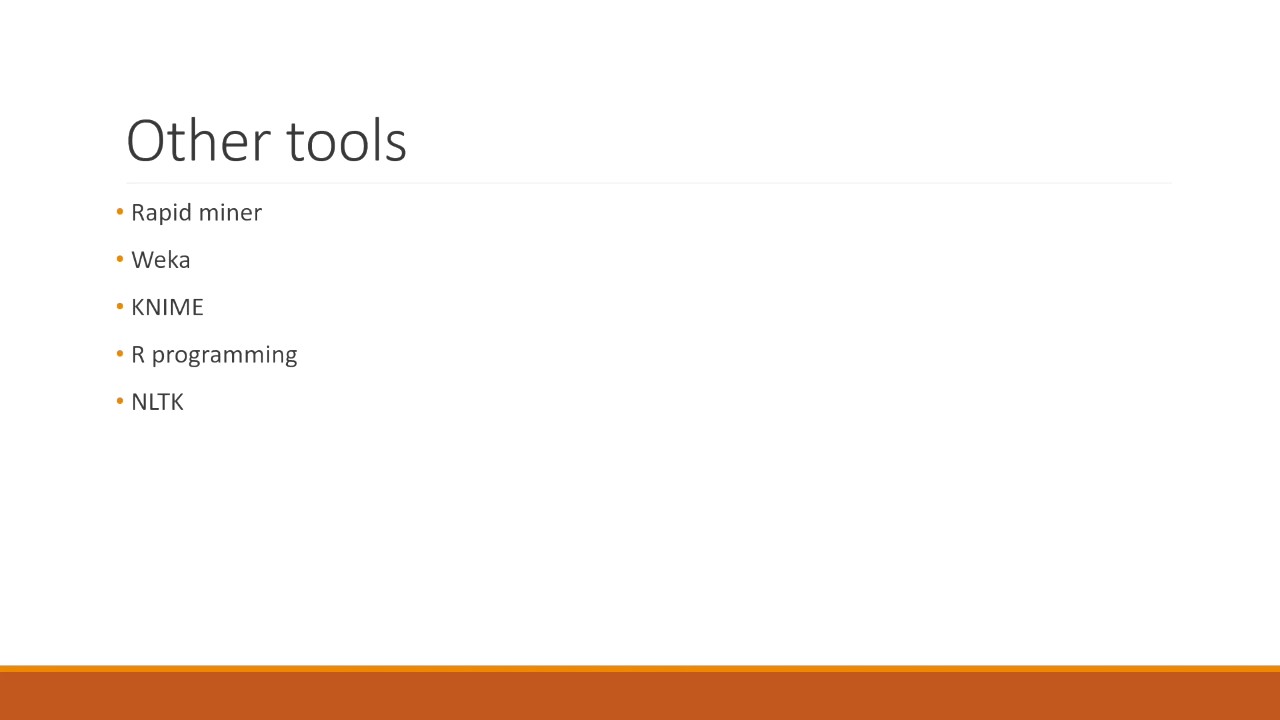 Other tools
• Rapid miner
• Weka
• KNIME
• R programming
• NLTK